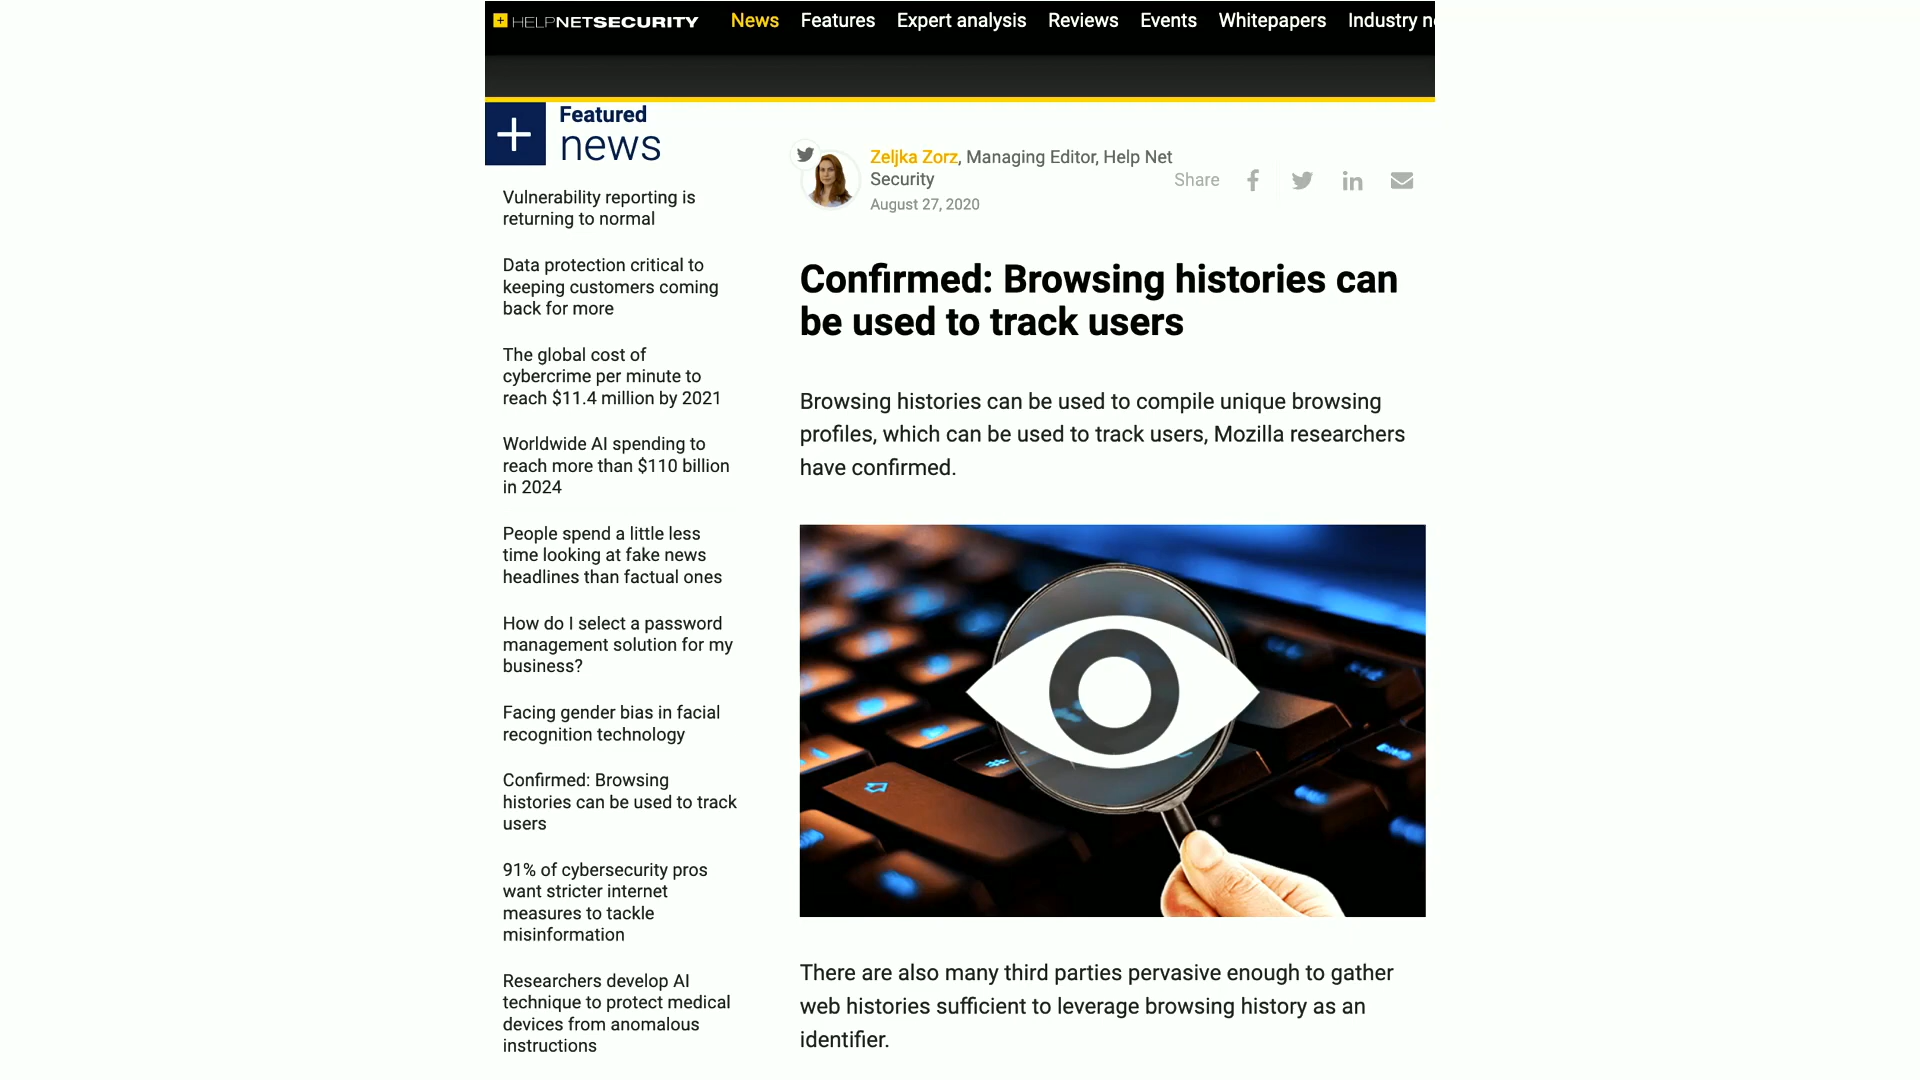 HELPNETSECURITY
News Features Expert analysis Reviews Events Whitepapers Industry
Featured
news
Vulnerability reporting is
returning to normal
Data protection critical to
keeping customers coming
back for more
The global cost of
cybercrime per minute to
reach $11.4 million by 2021
Worldwide AI spending to
reach more than $110 billion
in 2024
People spend a little less
time looking at fake news
headlines than factual ones
How do I select a password
management solution for my
business?
Facing gender bias in facial
recognition technology
Confirmed: Browsing
histories can be used to track
users
91% of cybersecurity pros
want stricter internet
measures to tackle
misinformation
Researchers develop AI
technique to protect medical
devices from anomalous
instructions
Zeljka Zorz, Managing Editor, Help Net
Security
August 27, 2020
Share
Confirmed: Browsing histories can
be used to track users
Browsing histories can be used to compile unique browsing
profiles, which can be used to track users, Mozilla researchers
have confirmed.
There are also many third parties pervasive enough to gather
web histories sufficient to leverage browsing history as an
identifier.